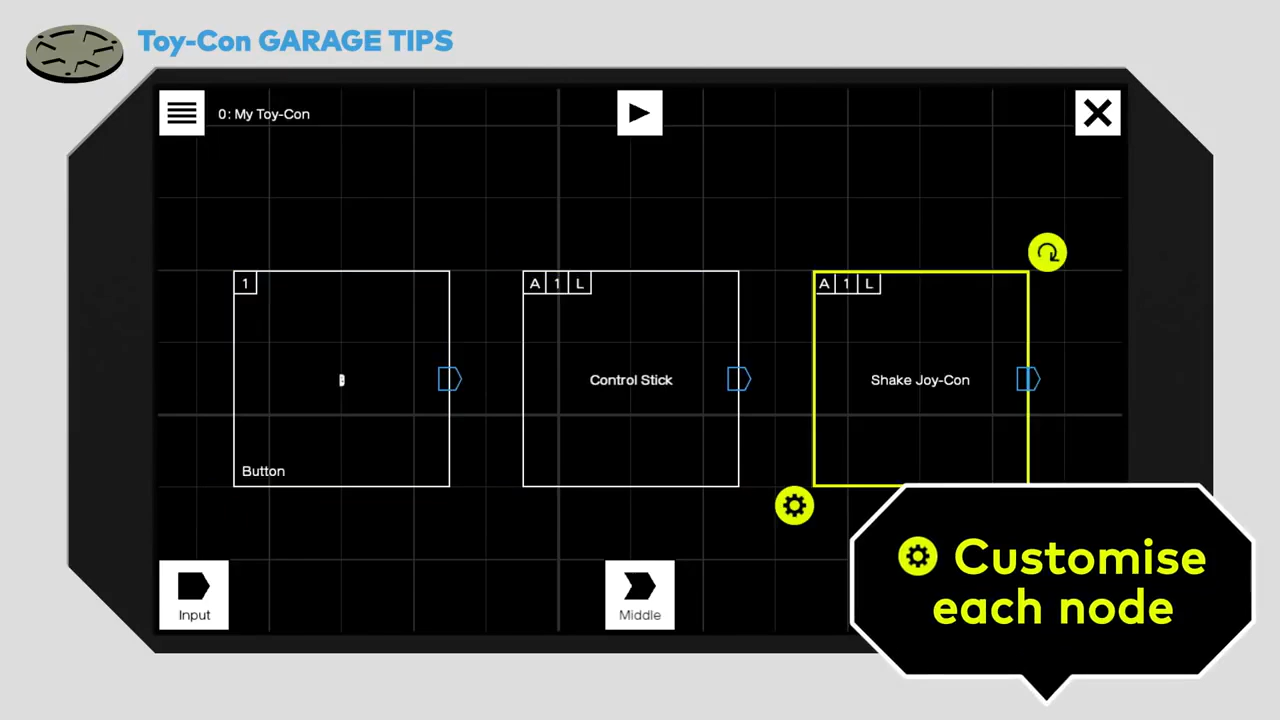 Toy-Con GARAGE TIPS
0: My Toy-Con
1
A 1 L
A 1 L
Control Stick
Shake Joy-Con
Button
Input
Middle
Customise
each node